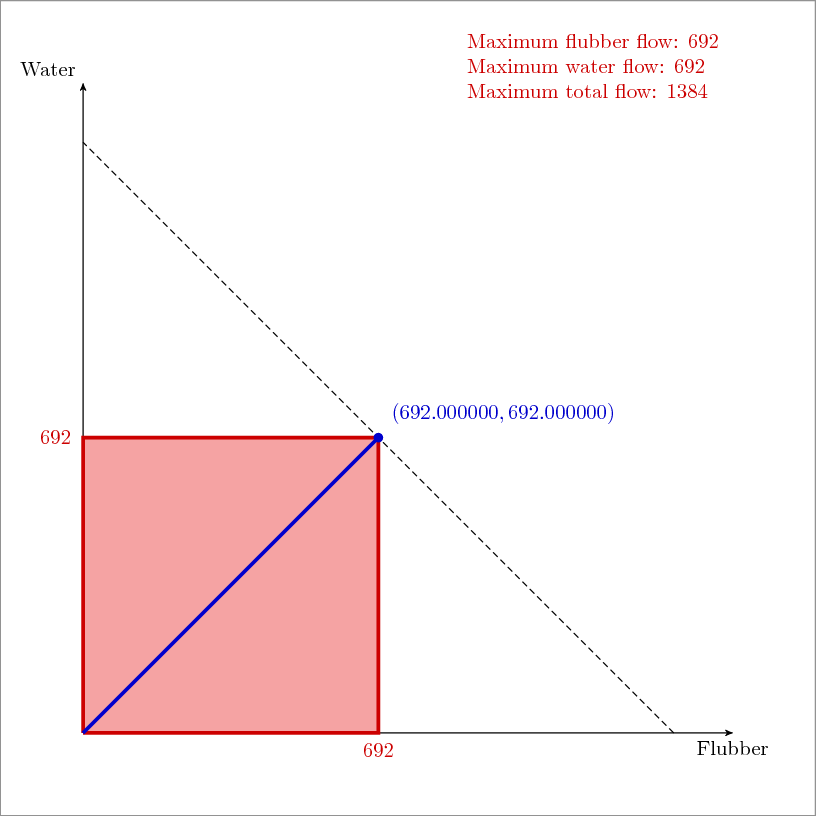 Maximum flubber flow: 692
Maximum water flow: 692
Maximum total flow: 1384
Water
(692.000000, 692.000000)
692
692
Flubber